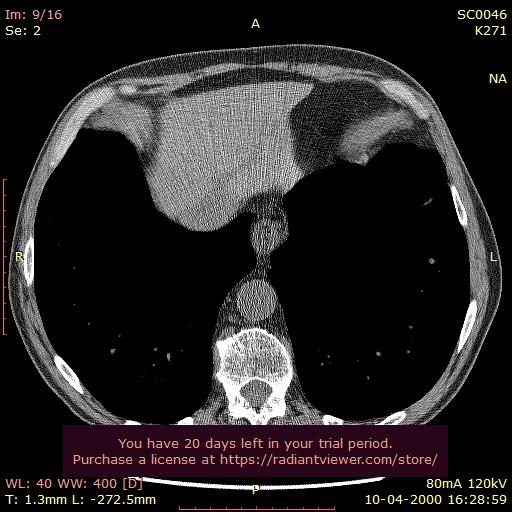 Im: 9/16
Se: 2
A
SC0046
K271
NA
R
L
You have 20 days left in your trial period.
Purchase a license at https://radiantviewer.com/store/
WL: 40 WW: 400 [D]
T: 1.3mm L: -272.5mm
P
80mA 120kV
10-04-2000 16:28:59